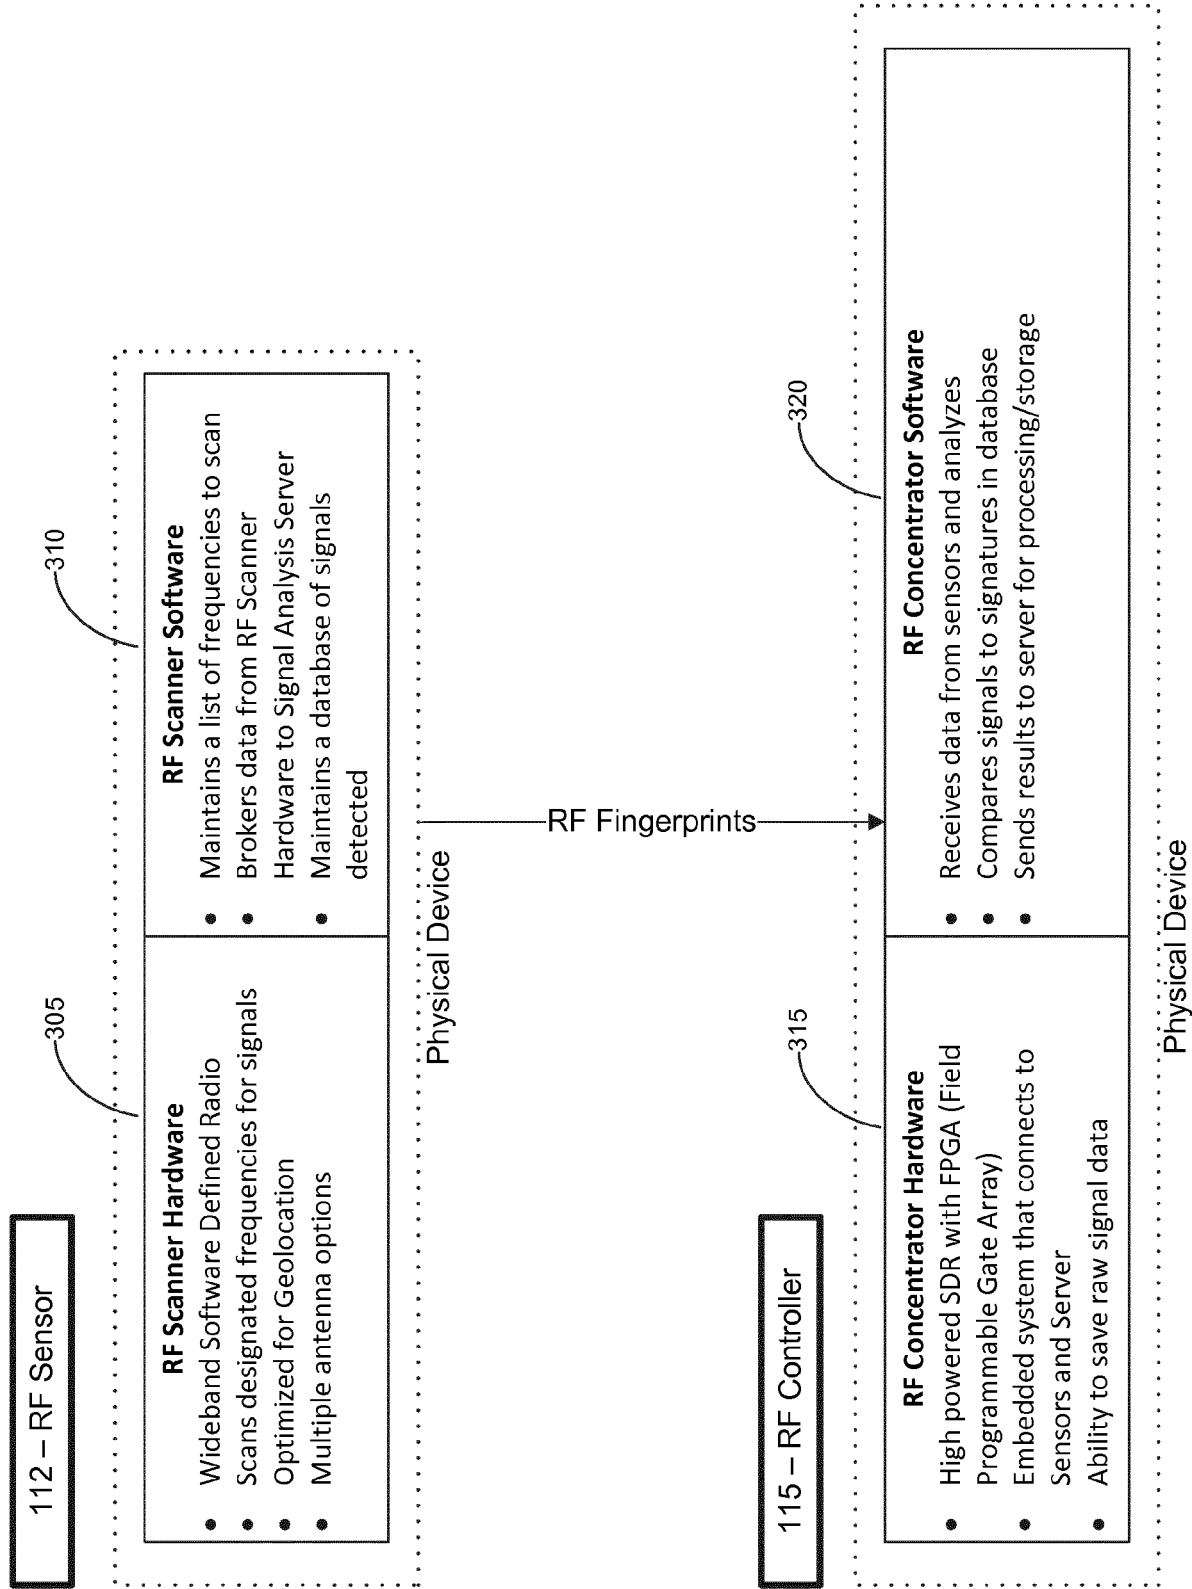 112 – RF Sensor
305
310
RF Scanner Hardware
• Wideband Software Defined Radio
• Scans designated frequencies for signals
• Optimized for Geolocation
• Multiple antenna options
RF Scanner Software
• Maintains a list of frequencies to scan
• Brokers data from RF Scanner
Hardware to Signal Analysis Server
• Maintains a database of signals
detected
Physical Device
RF Fingerprints
115 – RF Controller
315
320
RF Concentrator Hardware
• High powered SDR with FPGA (Field
Programmable Gate Array)
• Embedded system that connects to
Sensors and Server
• Ability to save raw signal data
RF Concentrator Software
• Receives data from sensors and analyzes
• Compares signals to signatures in database
• Sends results to server for processing/storage
Physical Device